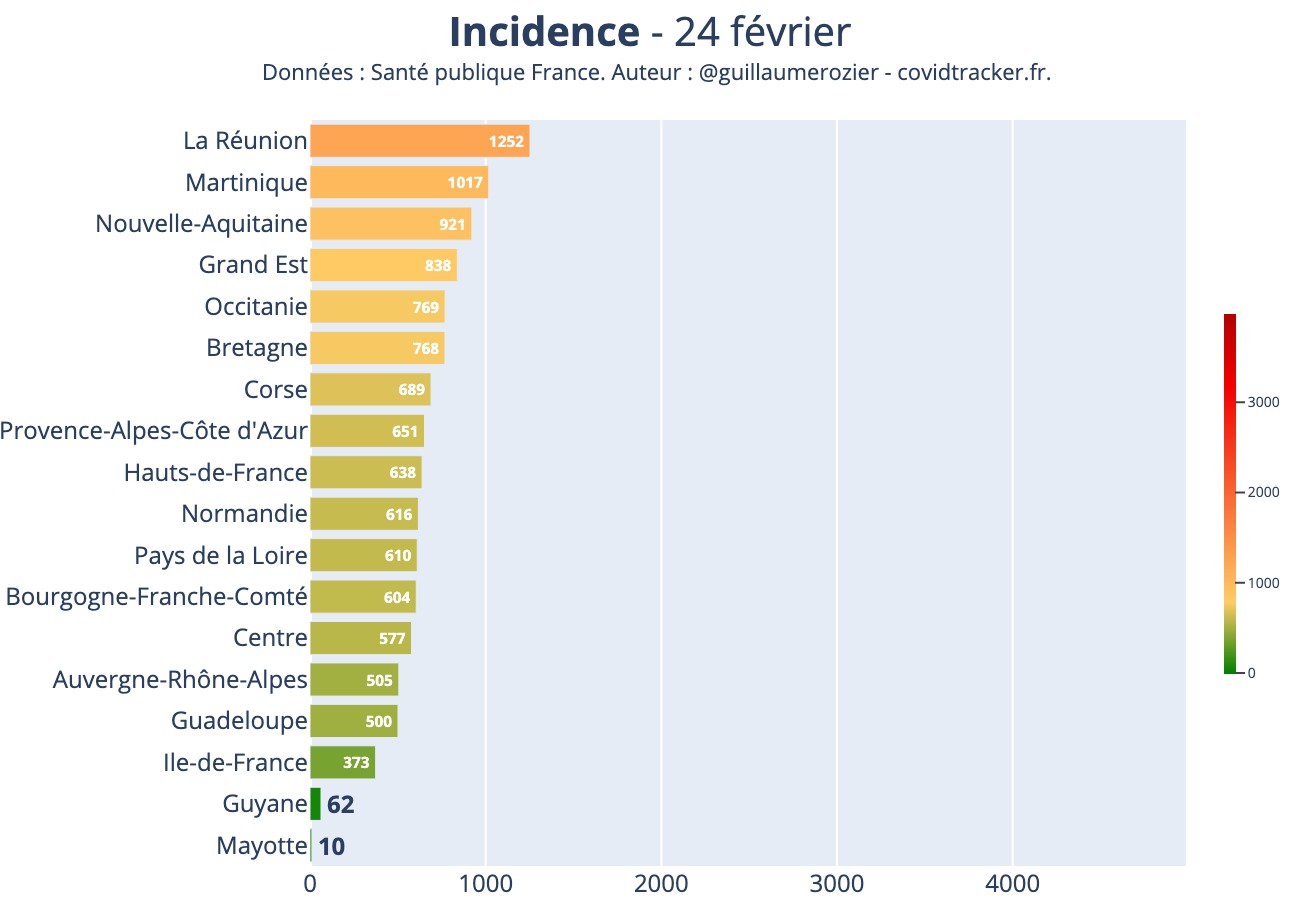 Incidence - 24 février
Données : Santé publique France. Auteur : @guillaumerozier - covidtracker.fr.
La Réunion 1252
Martinique 1017
Nouvelle-Aquitaine 921
Grand Est 838
Occitanie 769
Bretagne 768
Corse 689
Provence-Alpes-Côte d'Azur 651
Hauts-de-France 638
Normandie 616
Pays de la Loire 610
Bourgogne-Franche-Comté 604
Centre 577
Auvergne-Rhône-Alpes 505
Guadeloupe 500
Ile-de-France 373
Guyane 62
Mayotte 10
0 1000 2000 3000 4000
3000
2000
1000
0